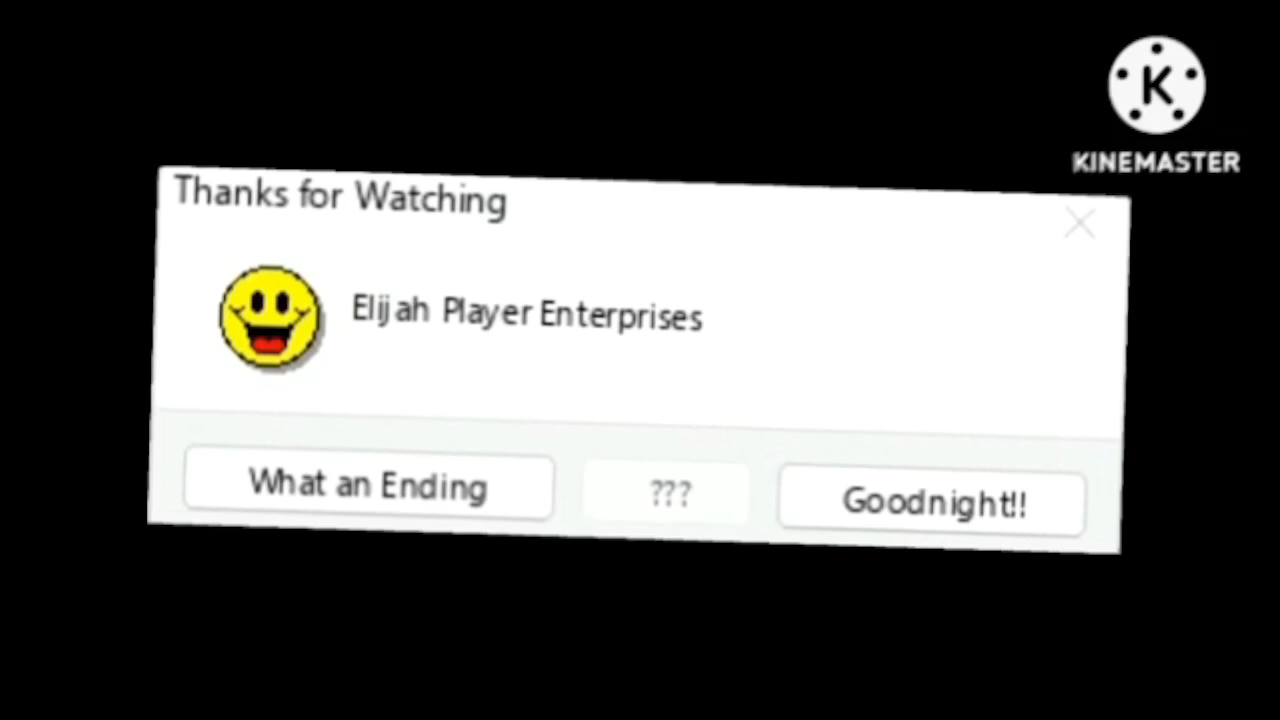 K
KINEMASTER
Thanks for Watching
Elijah Player Enterprises
What an Ending
???
Goodnight!!